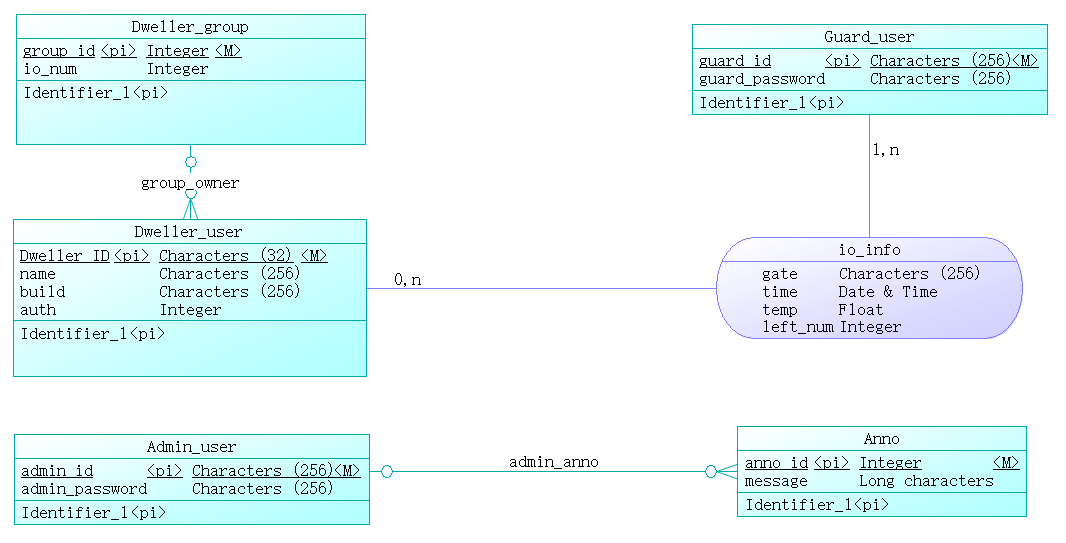 Dweller_group
group_id <pi> Integer <M>
io_num Integer
Identifier_1<pi>
Guard_user
guard_id <pi> Characters (256)<M>
guard_password Characters (256)
Identifier_1<pi>
1,n
group_owner
Dweller_user
Dweller_ID <pi> Characters (32) <M>
name Characters (256)
build Characters (256)
auth Integer
Identifier_1<pi>
0,n
io_info
gate Characters (256)
time Date & Time
temp Float
left_num Integer
Admin_user
admin_id <pi> Characters (256)<M>
admin_password Characters (256)
Identifier_1<pi>
admin_anno
Anno
anno_id <pi> Integer <M>
message Long characters
Identifier_1<pi>